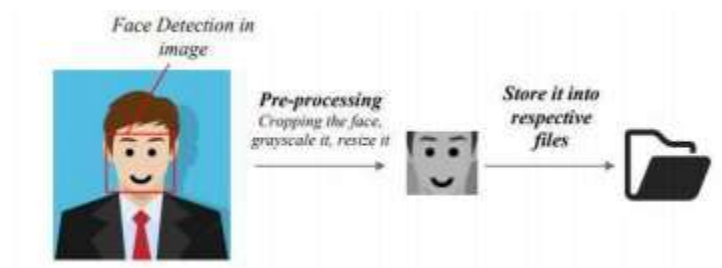 Face Detection in
image
Pre-processing
Cropping the face,
grayscale it, resize it
Store it into
respective
files